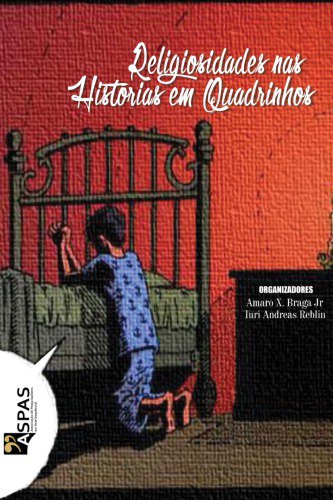 Religiosidades nas
Histórias em Quadrinhos
ORGANIZADORES
Amaro X. Braga Jr
Iuri Andreas Reblin
ASPAS